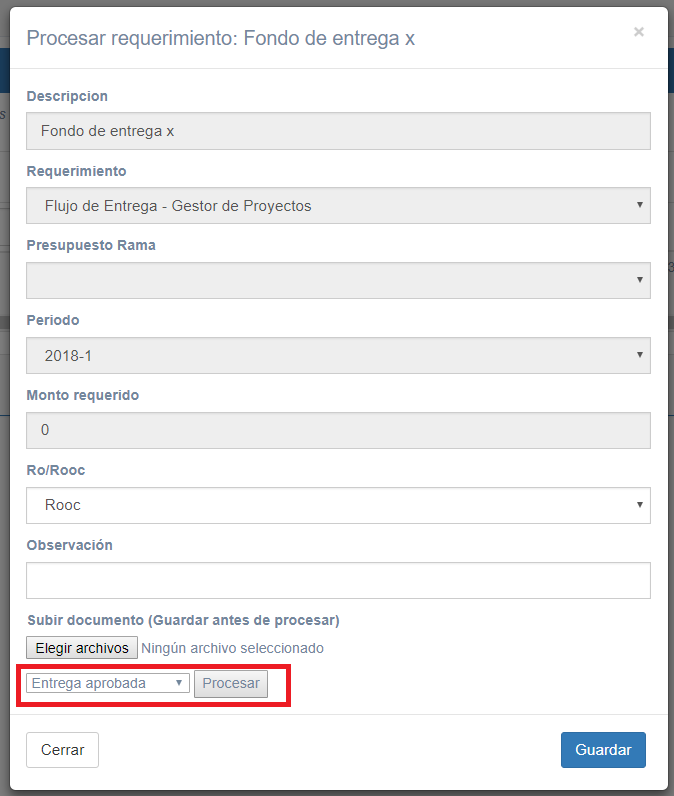 Procesar requerimiento: Fondo de entrega x
×
Descripcion
Fondo de entrega x
Requerimiento
Flujo de Entrega - Gestor de Proyectos
Presupuesto Rama
Periodo
2018-1
Monto requerido
0
Ro/Rooc
Rooc
Observación
Subir documento (Guardar antes de procesar)
Elegir archivos Ningún archivo seleccionado
Entrega aprobada Procesar
Cerrar Guardar